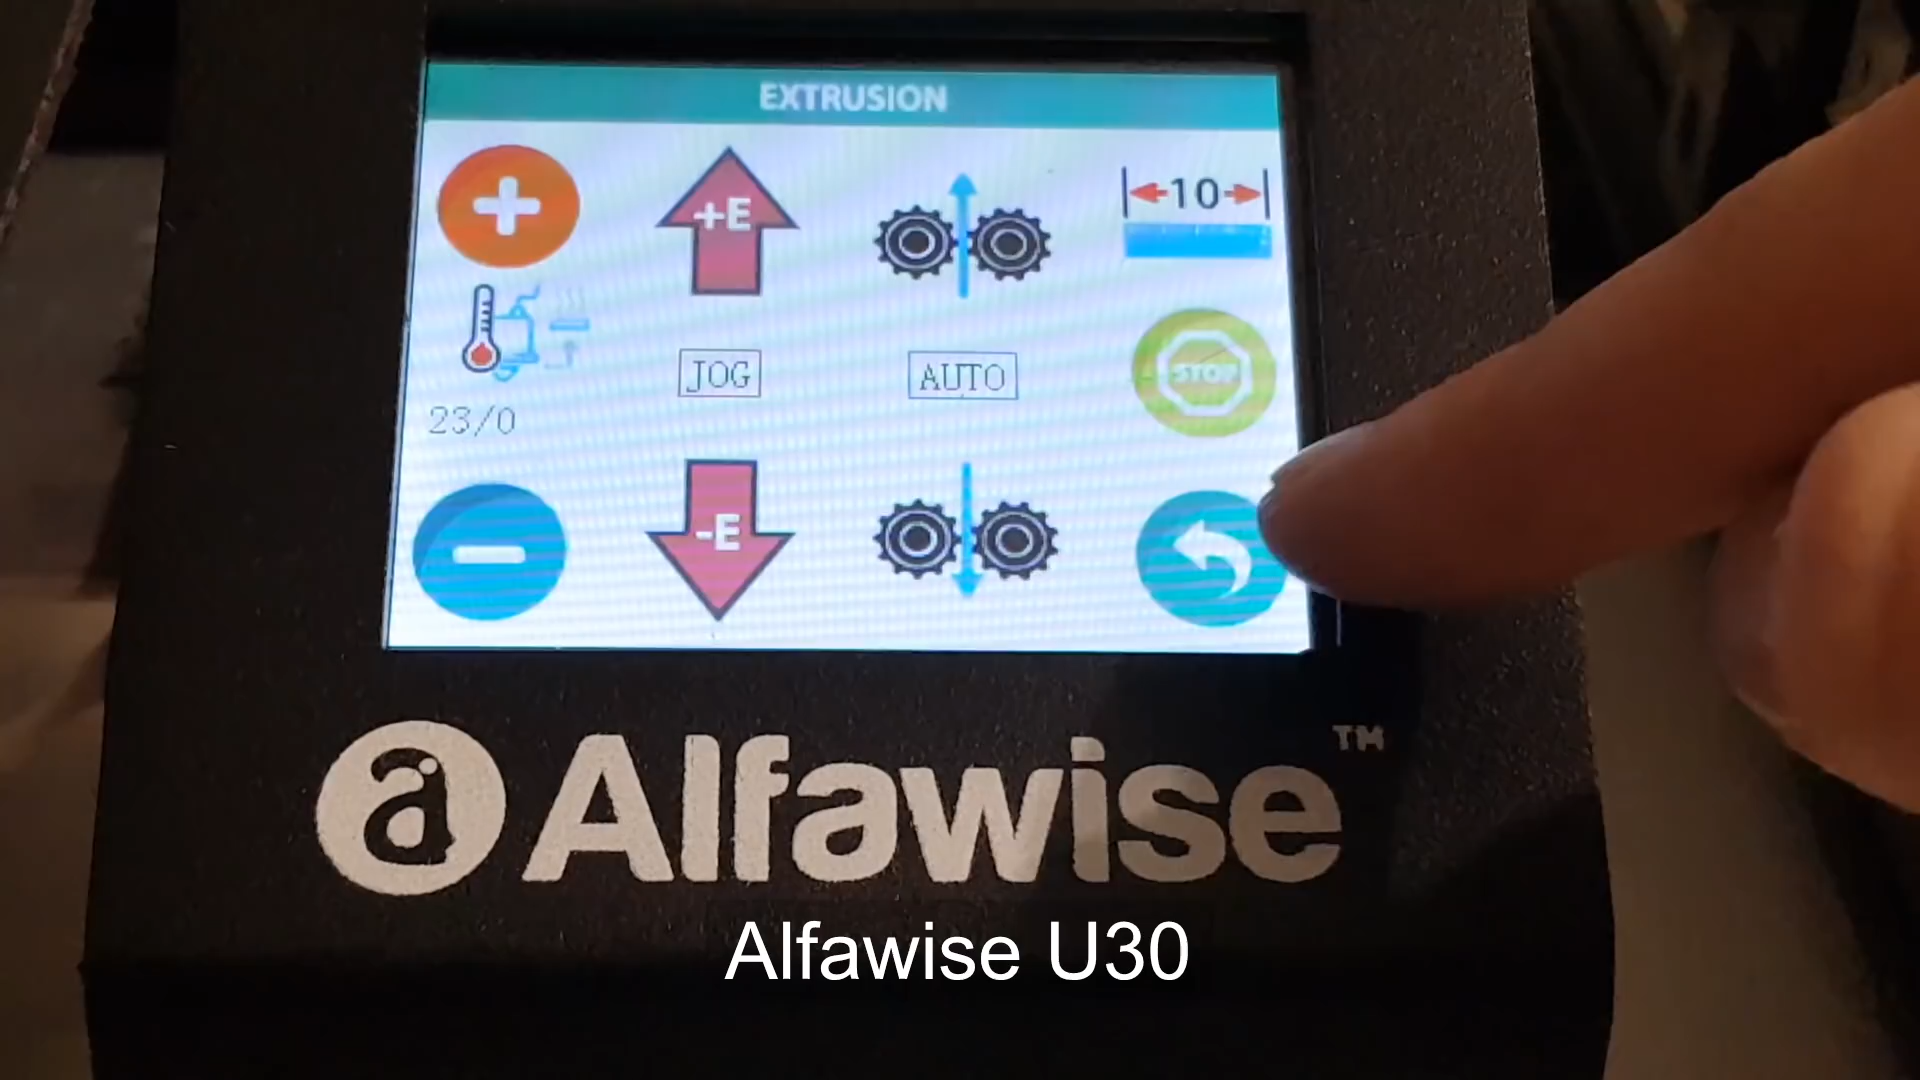 EXTRUSION
+E
10
JOG
AUTO
STOP
23/0
-E
a Alfawise™
Alfawise U30